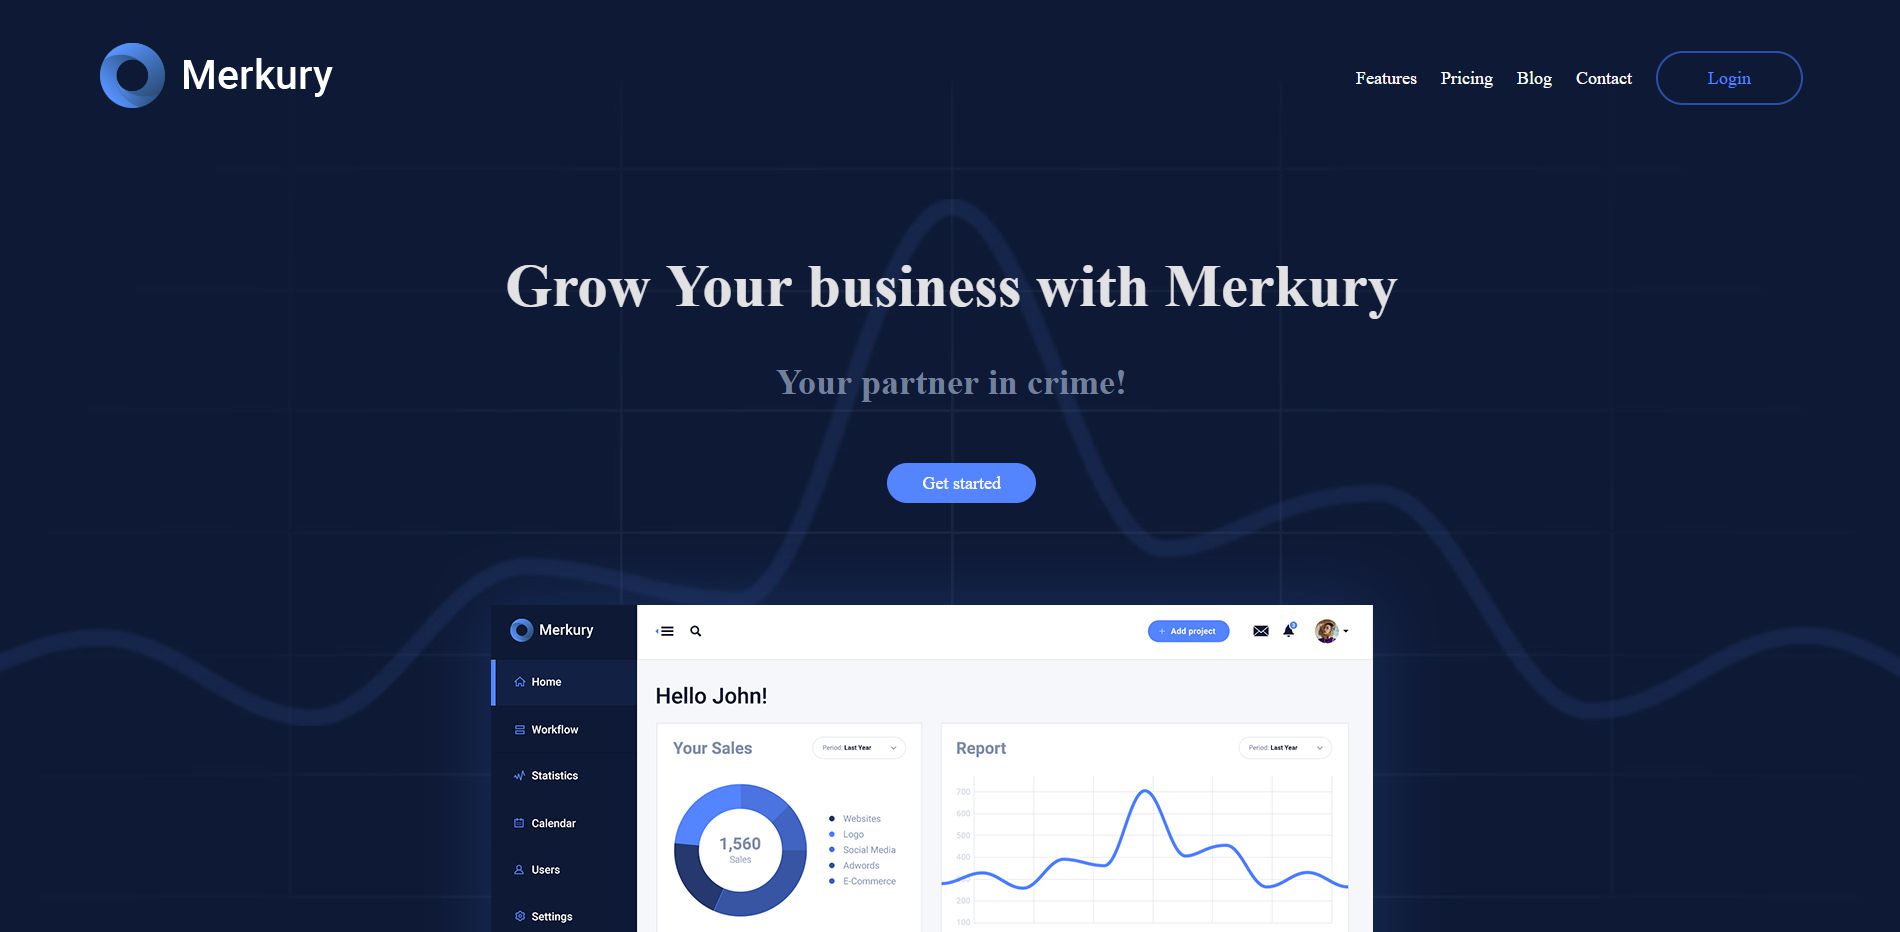 Merkury
Features Pricing Blog Contact Login
Grow Your business with Merkury
Your partner in crime!
Get started
Merkury
+ Add project
Home
Workflow
Statistics
Calendar
Users
Settings
Hello John!
Your Sales
Period: Last Year
1,560
Sales
Websites
Logo
Social Media
Adwords
E-Commerce
Report
Period: Last Year
700
600
500
400
200
100